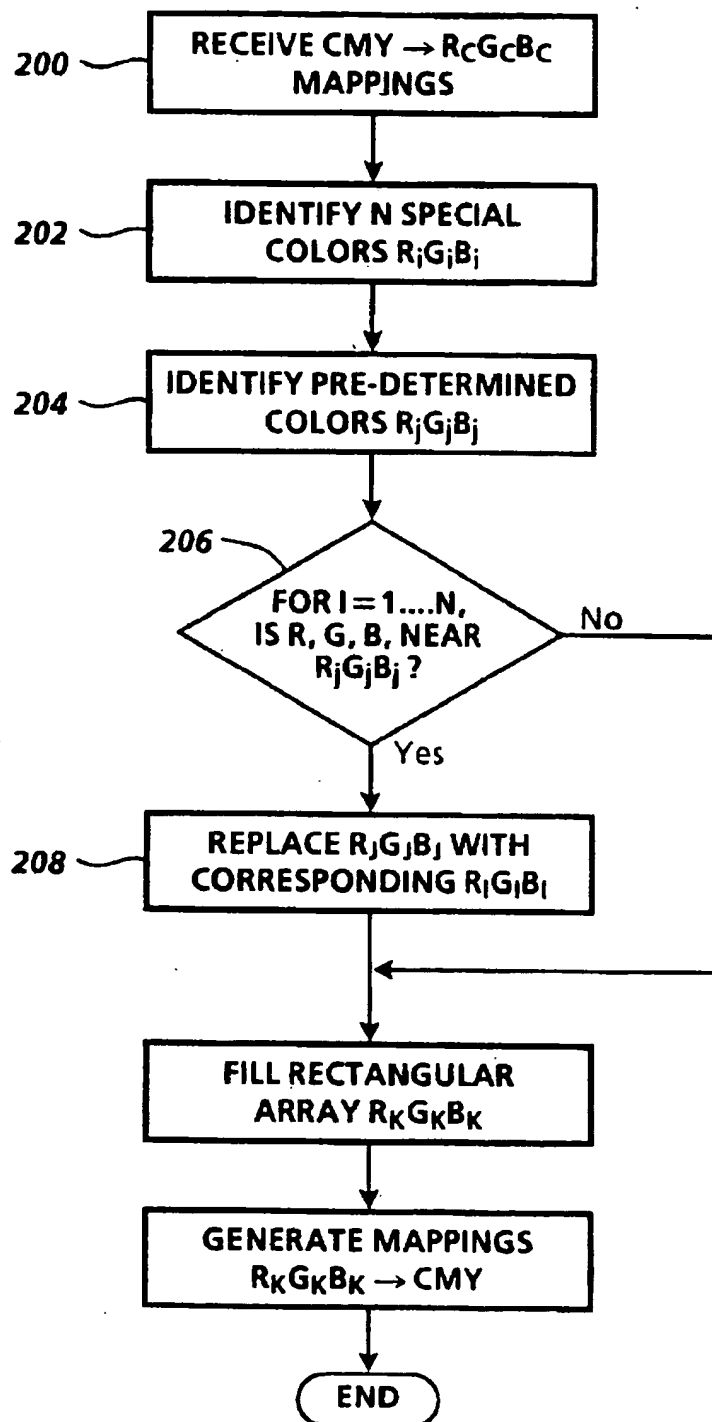 200
RECEIVE CMY → RCGCBC
MAPPINGS
202
IDENTIFY N SPECIAL
COLORS RiGiBi
204
IDENTIFY PRE-DETERMINED
COLORS RjGjBj
206
FOR I = 1....N,
IS R, G, B, NEAR
RjGjBj ?
No
Yes
208
REPLACE RJGJBJ WITH
CORRESPONDING RIGIBI
FILL RECTANGULAR
ARRAY RKGKBK
GENERATE MAPPINGS
RKGKBK → CMY
END